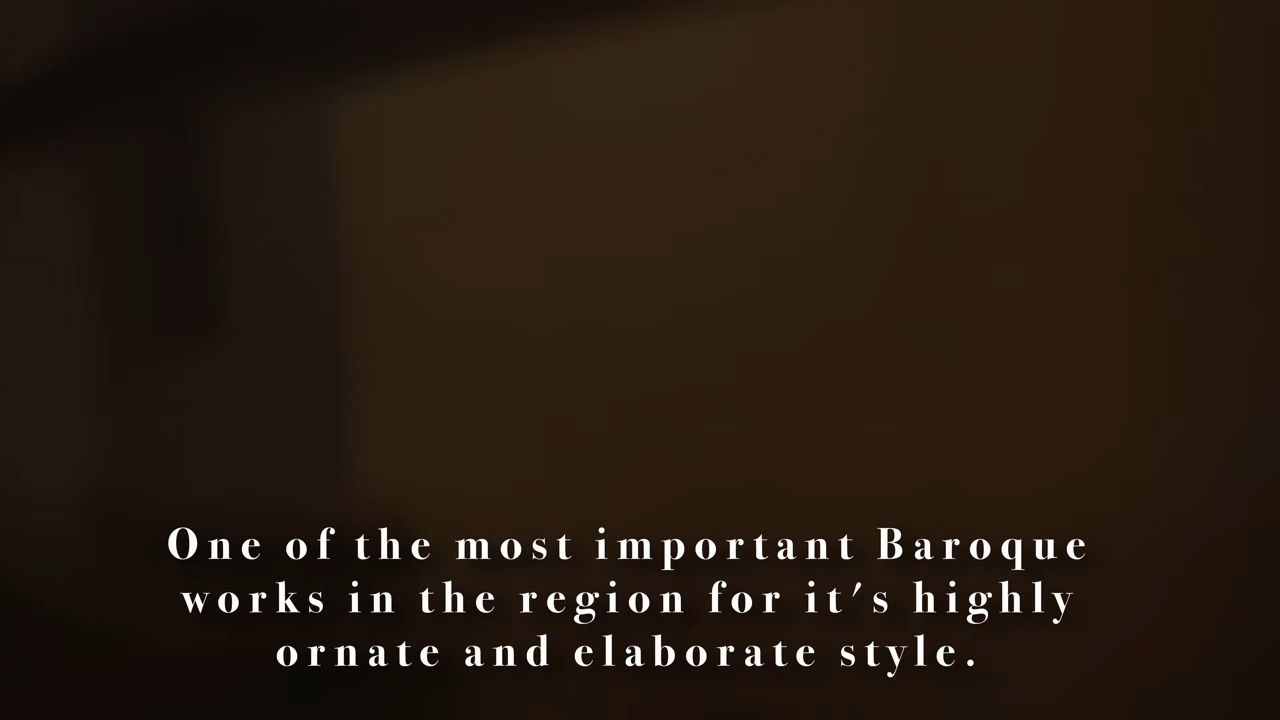 One of the most important Baroque
works in the region for it's highly
ornate and elaborate style.